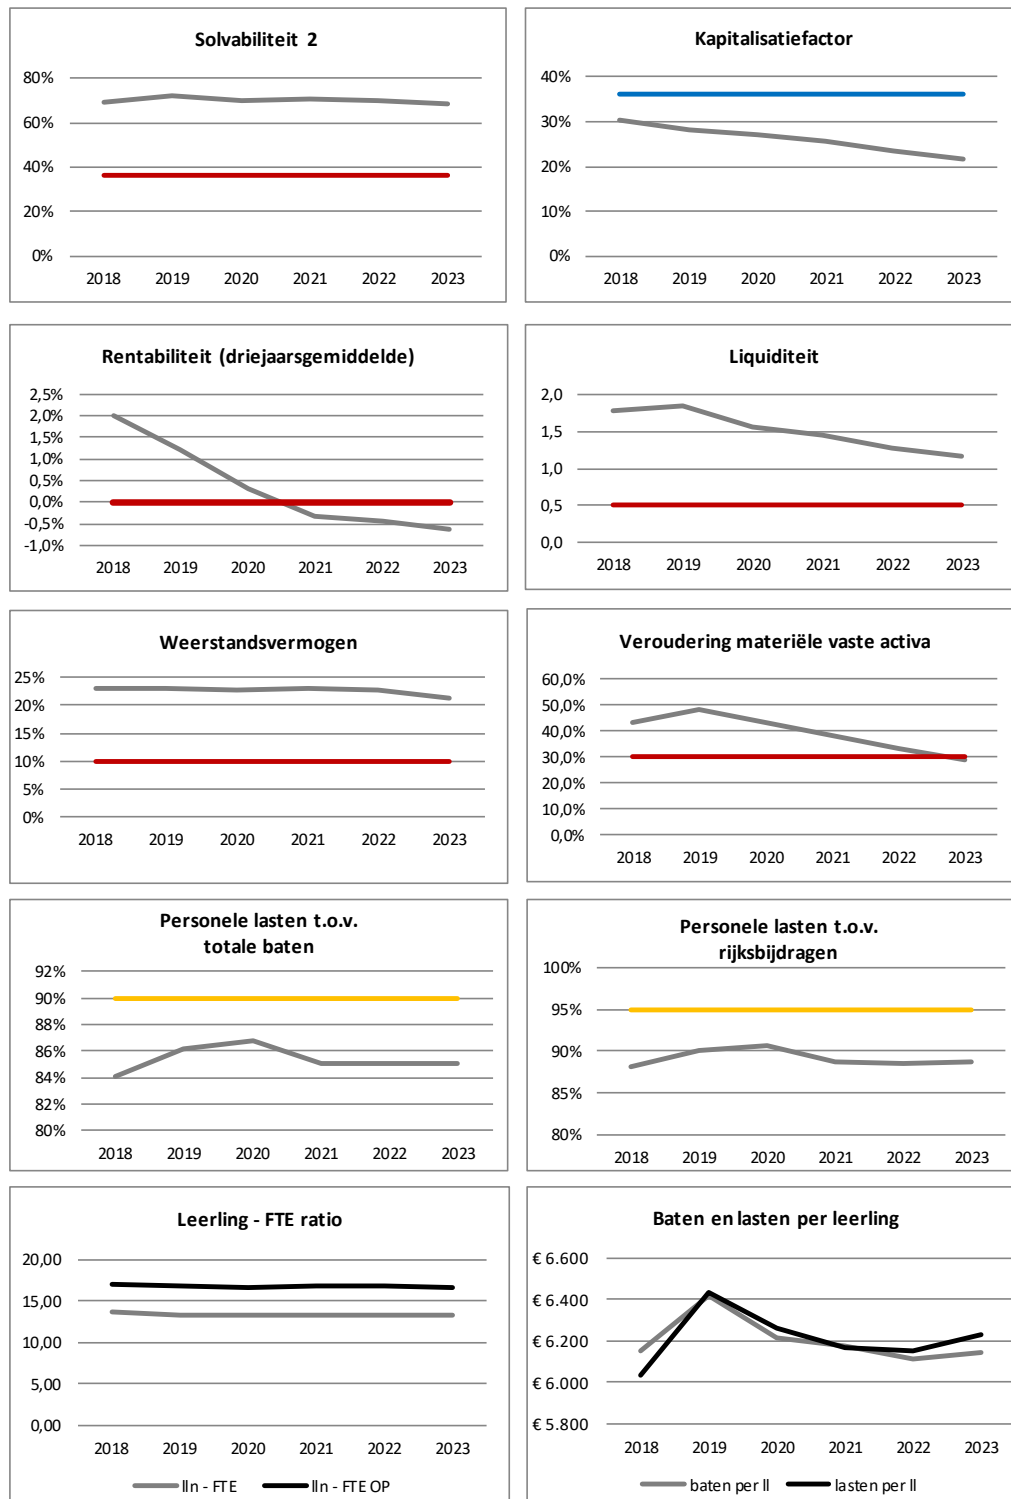 Solvabiliteit 2
80%
60%
40%
20%
0%
2018 2019 2020 2021 2022 2023
Kapitalisatiefactor
40%
30%
20%
10%
0%
2018 2019 2020 2021 2022 2023
Rentabiliteit (driejaarsgemiddelde)
2,5%
2,0%
1,5%
1,0%
0,5%
0,0%
-0,5%
-1,0%
2018 2019 2020 2021 2022 2023
Liquiditeit
2,0
1,5
1,0
0,5
0,0
2018 2019 2020 2021 2022 2023
Weerstandsvermogen
25%
20%
15%
10%
5%
0%
2018 2019 2020 2021 2022 2023
Veroudering materiële vaste activa
60,0%
50,0%
40,0%
30,0%
20,0%
10,0%
0,0%
2018 2019 2020 2021 2022 2023
Personele lasten t.o.v.
totale baten
92%
90%
88%
86%
84%
82%
80%
2018 2019 2020 2021 2022 2023
Personele lasten t.o.v.
rijksbijdragen
100%
95%
90%
85%
80%
2018 2019 2020 2021 2022 2023
Leerling - FTE ratio
20,00
15,00
10,00
5,00
0,00
2018 2019 2020 2021 2022 2023
lln - FTE lln - FTE OP
Baten en lasten per leerling
€ 6.600
€ 6.400
€ 6.200
€ 6.000
€ 5.800
2018 2019 2020 2021 2022 2023
baten per ll lasten per ll